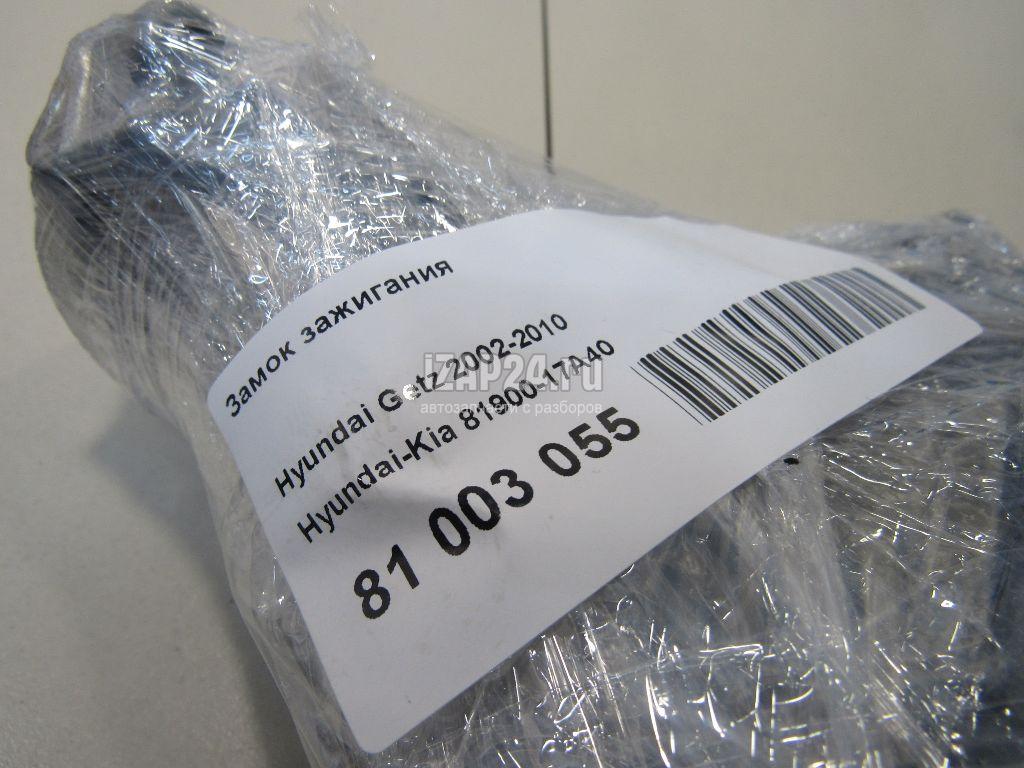 Замок зажигания
Hyundai Getz 2002-2010
Hyundai-Kia 81900-17A40
81 003 055
iZAP24.ru
автозапчасти с разборов